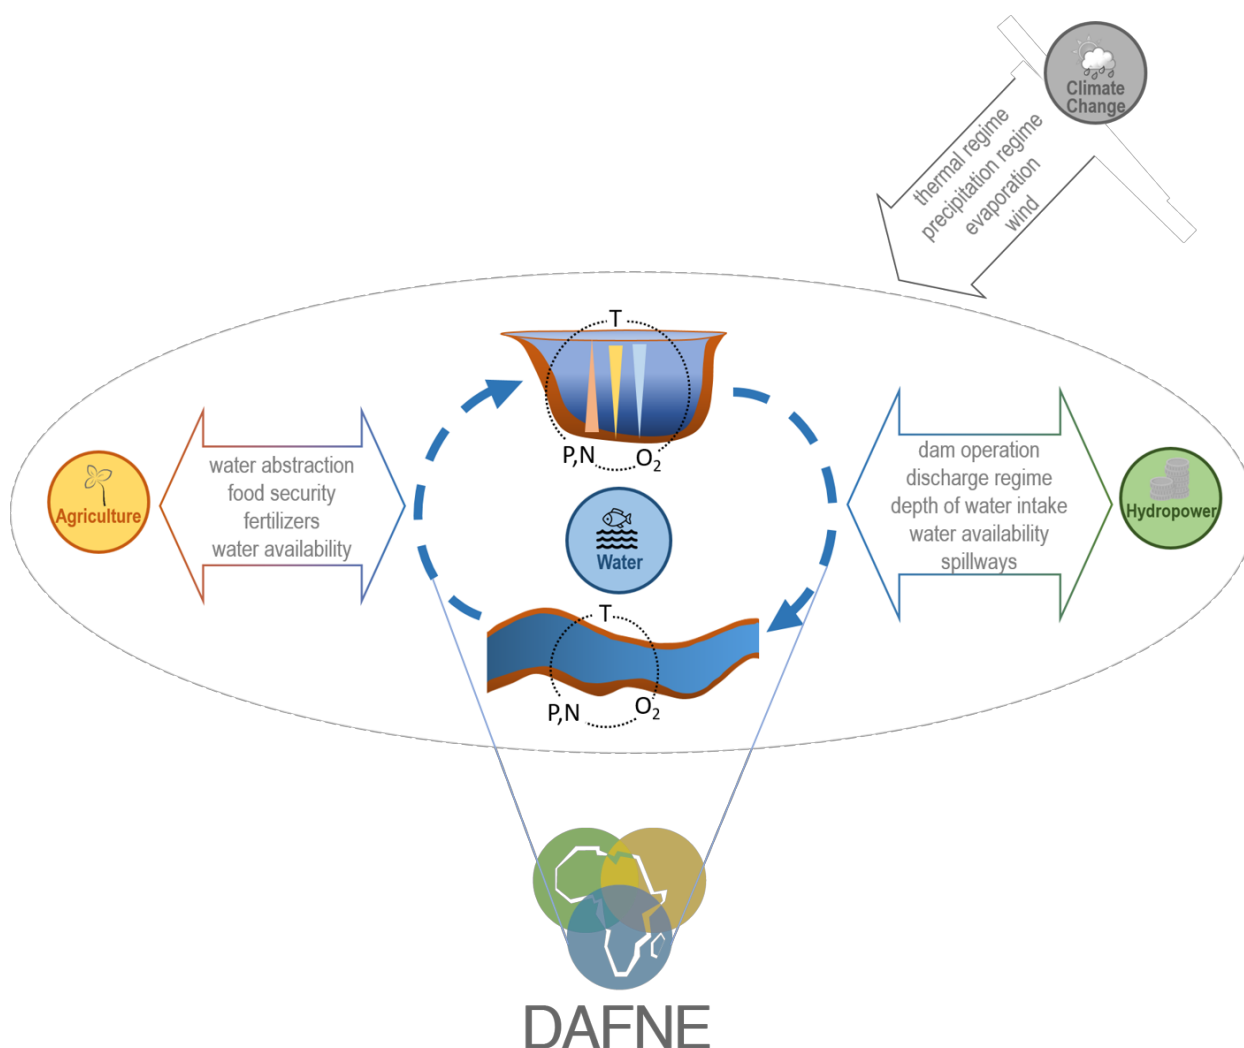 Climate
Change
thermal regime
precipitation regime
evaporation
wind
T
P,N
O₂
Agriculture
water abstraction
food security
fertilizers
water availability
Water
dam operation
discharge regime
depth of water intake
water availability
spillways
Hydropower
T
P,N
O₂
DAFNE